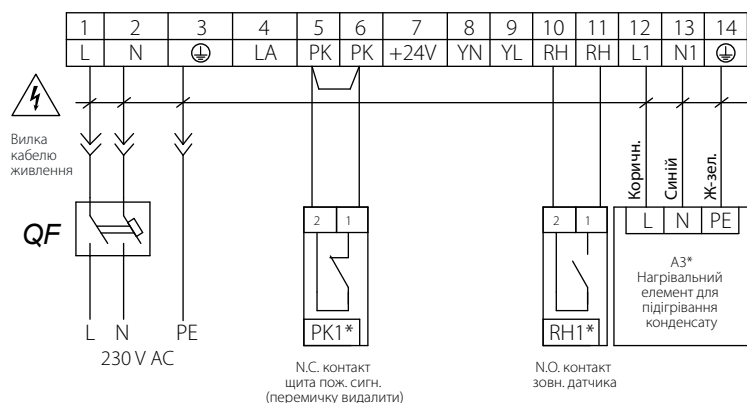 1 2 3 4 5 6 7 8 9 10 11 12 13 14
L N LA PK PK +24V YN YL RH RH L1 N1
Вилка
кабелю
живлення
Коричн.
Синій
Ж-зел.
QF
2 1
2 1
L N PE
A3*
Нагрівальний
елемент для
підігрівання
конденсату
L N PE
230 V AC
PK1*
RH1*
N.C. контакт
щита пож. сигн.
(перемичку видалити)
N.O. контакт
зовн. датчика